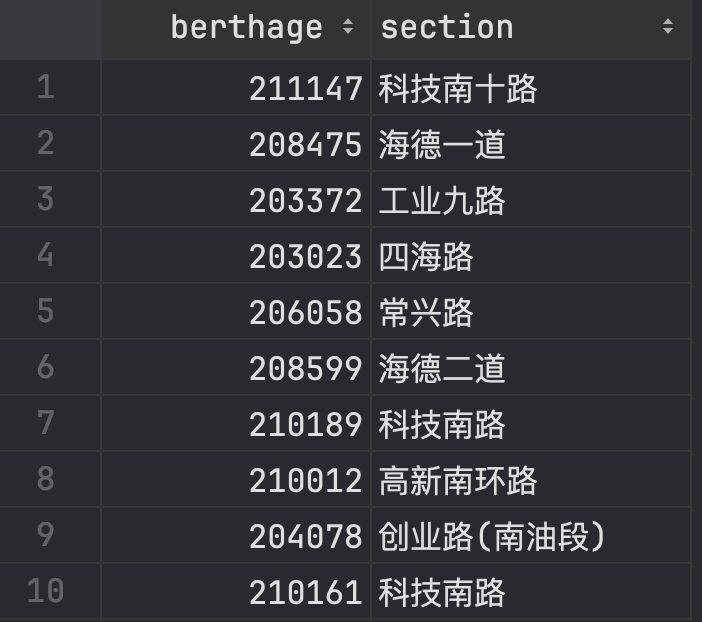 berthage section
1 211147 科技南十路
2 208475 海德一道
3 203372 工业九路
4 203023 四海路
5 206058 常兴路
6 208599 海德二道
7 210189 科技南路
8 210012 高新南环路
9 204078 创业路(南油段)
10 210161 科技南路